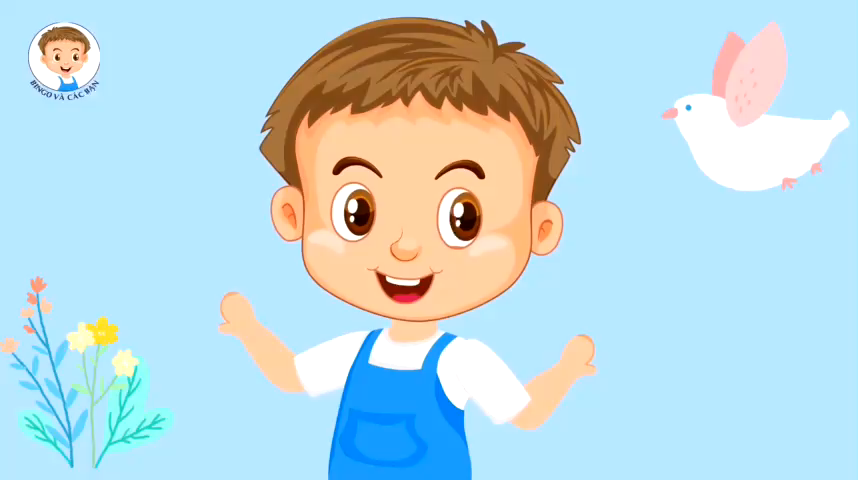 BINGO VÀ CÁC BẠN